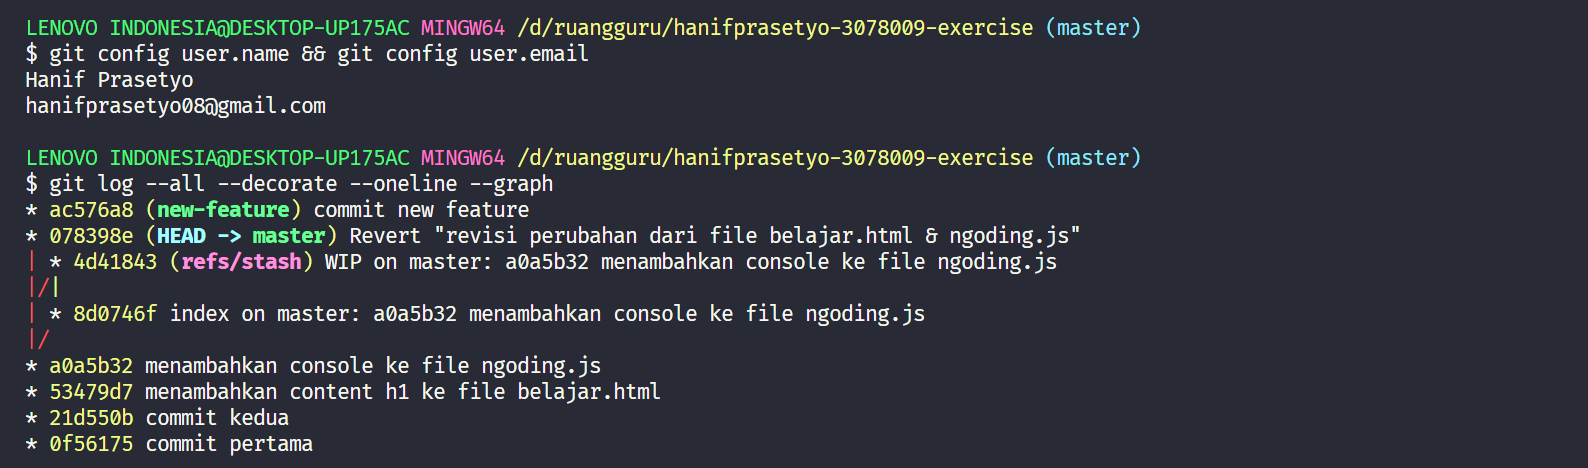 LENOVO INDONESIA@DESKTOP-UP175AC MINGW64 /d/ruangguru/hanifprasetyo-3078009-exercise (master)
$ git config user.name && git config user.email
Hanif Prasetyo
hanifprasetyo08@gmail.com

LENOVO INDONESIA@DESKTOP-UP175AC MINGW64 /d/ruangguru/hanifprasetyo-3078009-exercise (master)
$ git log --all --decorate --oneline --graph
* ac576a8 (new-feature) commit new feature
* 078398e (HEAD -> master) Revert "revisi perubahan dari file belajar.html & ngoding.js"
| * 4d41843 (refs/stash) WIP on master: a0a5b32 menambahkan console ke file ngoding.js
|/|
| * 8d0746f index on master: a0a5b32 menambahkan console ke file ngoding.js
|/
* a0a5b32 menambahkan console ke file ngoding.js
* 53479d7 menambahkan content h1 ke file belajar.html
* 21d550b commit kedua
* 0f56175 commit pertama